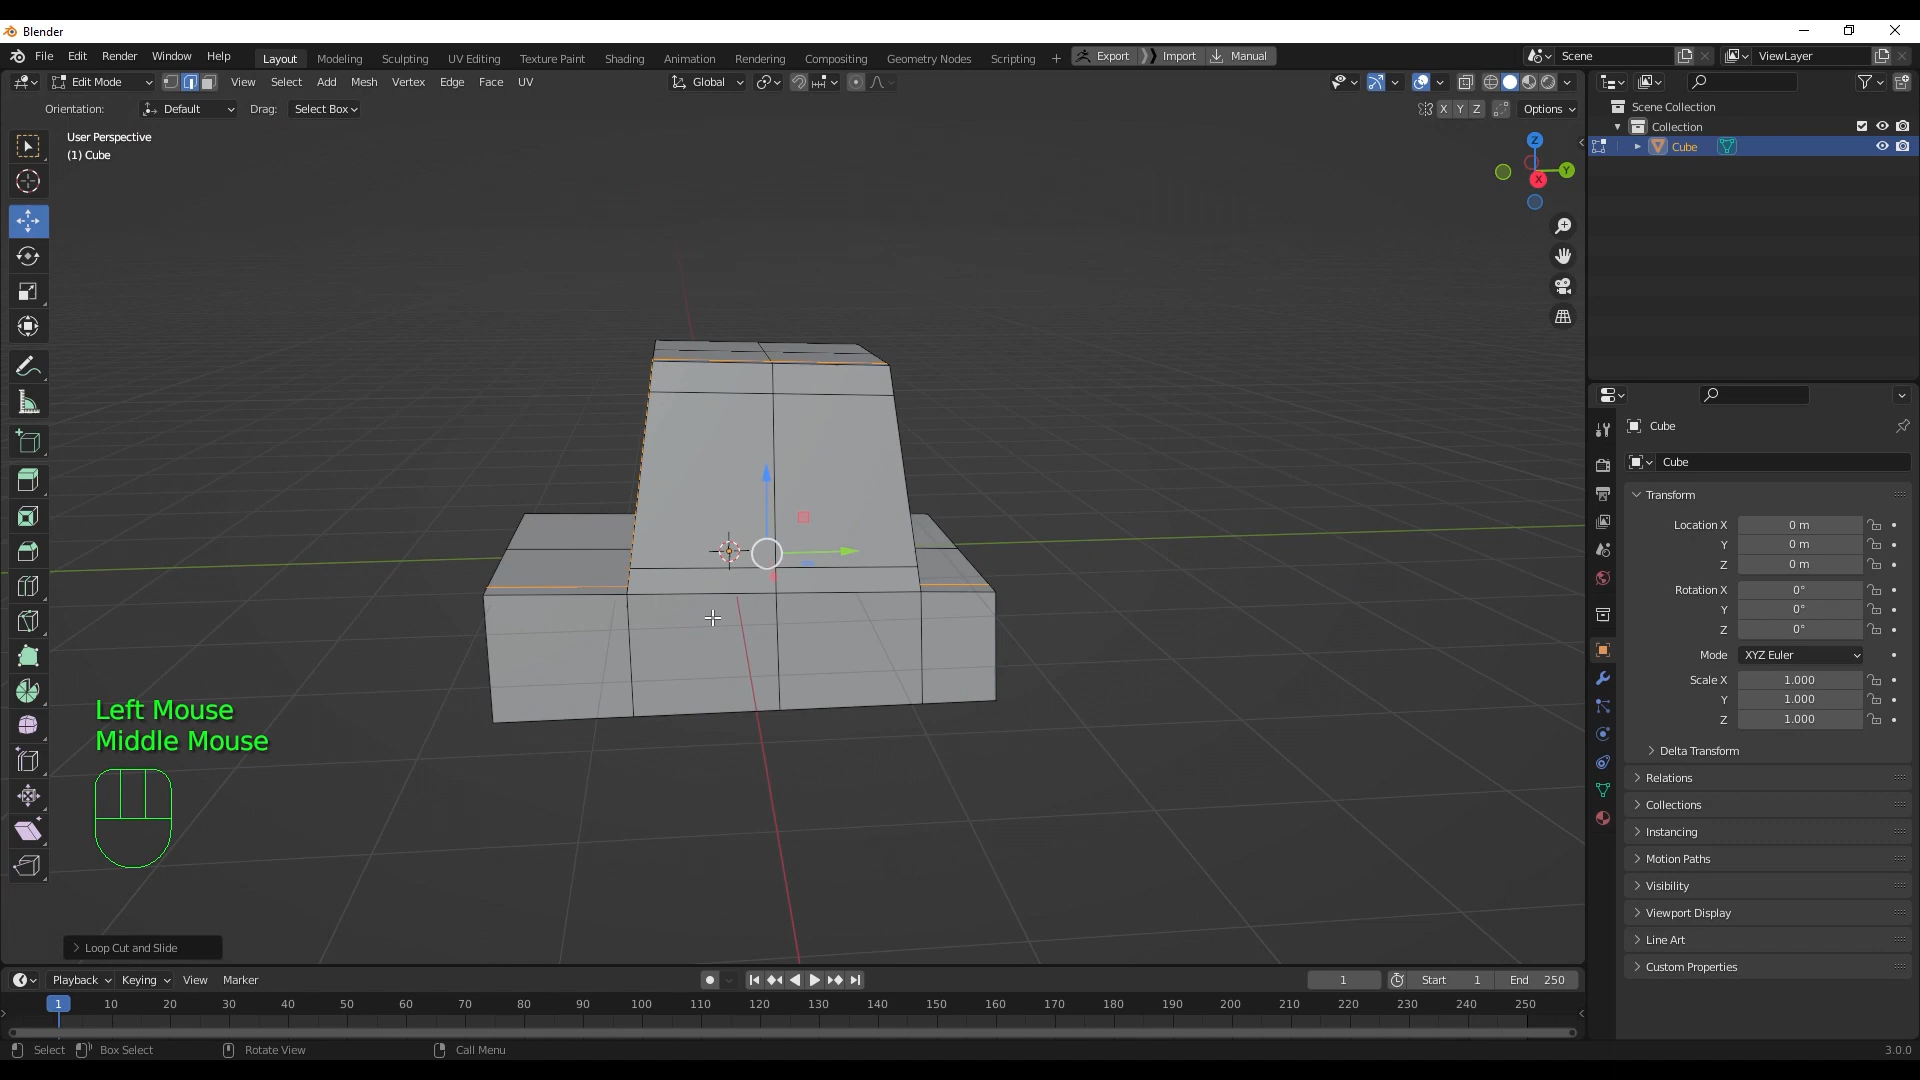 Blender
File Edit Render Window Help Layout Modeling Sculpting UV Editing Texture Paint Shading Animation Rendering Compositing Geometry Nodes Scripting + Export Import Manual Scene ViewLayer
Edit Mode View Select Add Mesh Vertex Edge Face UV Global
Orientation: Default Drag: Select Box X Y Z Options
User Perspective
(1) Cube
Z
Y
X
Left Mouse
Middle Mouse
Loop Cut and Slide
Scene Collection
Collection
Cube
Cube
Cube
Transform
Location X 0 m
Y 0 m
Z 0 m
Rotation X 0°
Y 0°
Z 0°
Mode XYZ Euler
Scale X 1.000
Y 1.000
Z 1.000
Delta Transform
Relations
Collections
Instancing
Motion Paths
Visibility
Viewport Display
Line Art
Custom Properties
Playback Keying View Marker 1 Start 1 End 250
1 10 20 30 40 50 60 70 80 90 100 110 120 130 140 150 160 170 180 190 200 210 220 230 240 250
Select Box Select Rotate View Call Menu 3.0.0